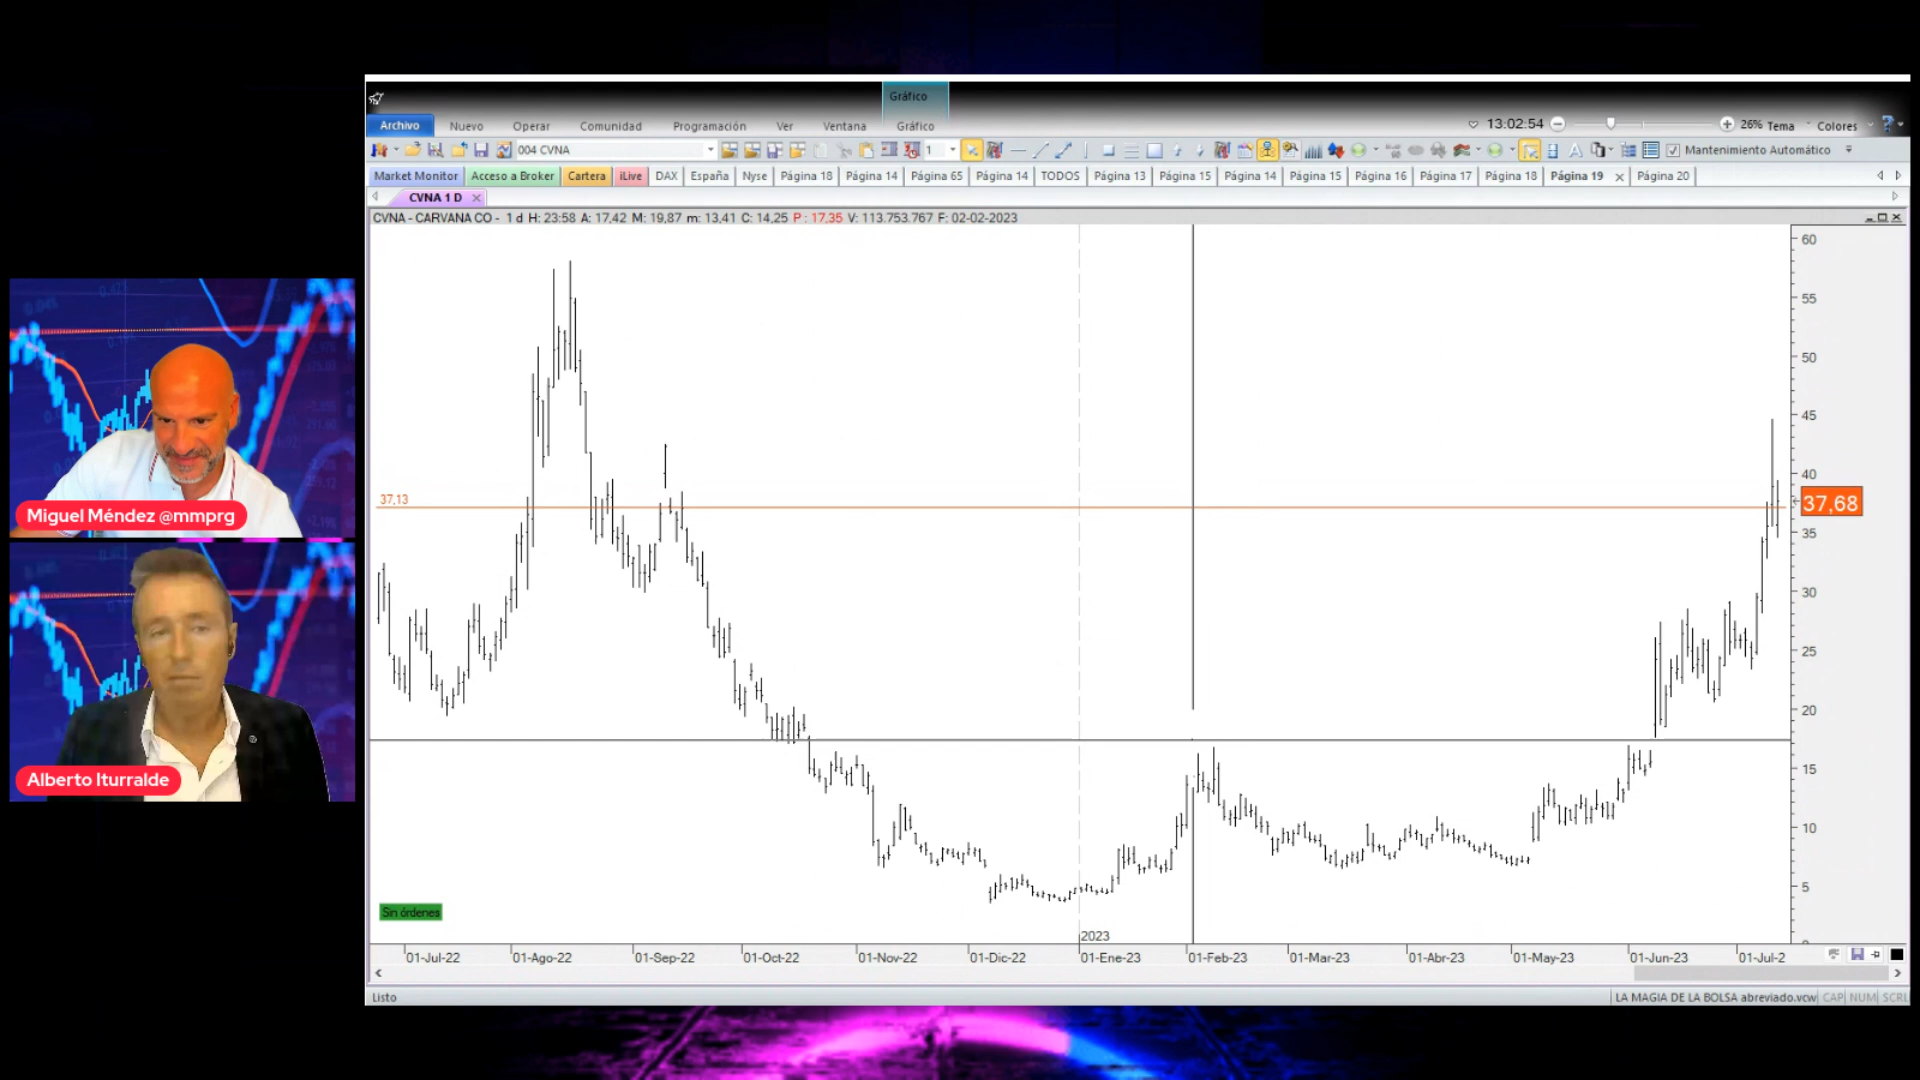 Gráfico
Archivo Nuevo Operar Comunidad Programación Ver Ventana Gráfico 13:02:54 26% Tema Colores
004 CVNA 1 Mantenimiento Automático
Market Monitor Acceso a Broker Cartera iLive DAX España Nyse Página 18 Página 14 Página 65 Página 14 TODOS Página 13 Página 15 Página 14 Página 15 Página 16 Página 17 Página 18 Página 19 Página 20
CVNA 1 D
CVNA - CARVANA CO - 1 d H: 23:58 A: 17,42 M: 19,87 m: 13,41 C: 14,25 P : 17,35 V: 113.753.767 F: 02-02-2023
60
55
50
45
40
37,13
37,68
35
30
25
20
15
10
5
Sin órdenes
2023
01-Jul-22 01-Ago-22 01-Sep-22 01-Oct-22 01-Nov-22 01-Dic-22 01-Ene-23 01-Feb-23 01-Mar-23 01-Abr-23 01-May-23 01-Jun-23 01-Jul-2
Listo LA MAGIA DE LA BOLSA abreviado.vcw CAP NUM SCRL
Miguel Méndez @mmprg
Alberto Iturralde